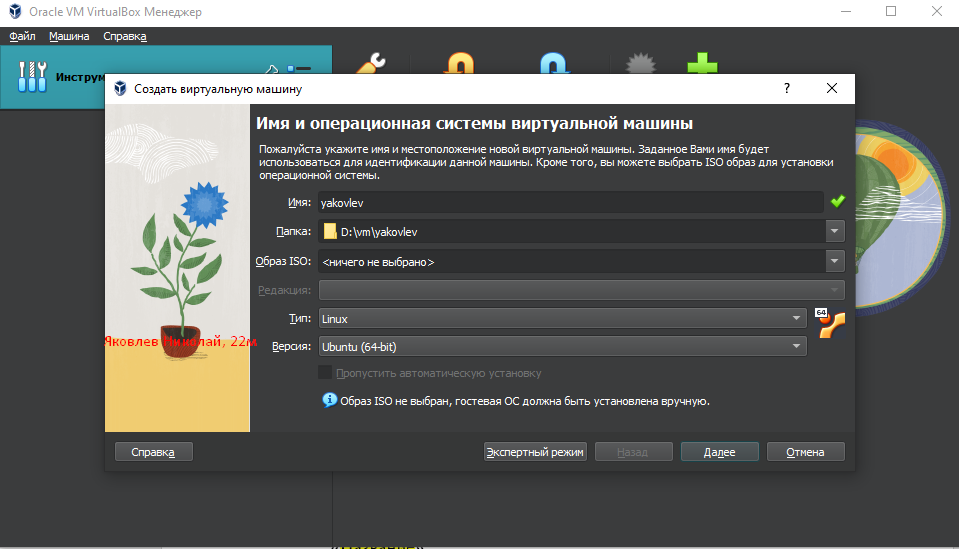 Oracle VM VirtualBox Менеджер
Файл Машина Справка
Создать виртуальную машину
?
Имя и операционная системы виртуальной машины
Пожалуйста укажите имя и местоположение новой виртуальной машины. Заданное Вами имя будет
использоваться для идентификации данной машины. Кроме того, вы можете выбрать ISO образ для установки
операционной системы.
Имя: yakovlev
Папка: D:\vm\yakovlev
Образ ISO: <ничего не выбрано>
Редакция:
Тип: Linux
64
Яковлев Николай, 22м
Версия: Ubuntu (64-bit)
Пропустить автоматическую установку
Образ ISO не выбран, гостевая ОС должна быть установлена вручную.
Справка Экспертный режим Назад Далее Отмена